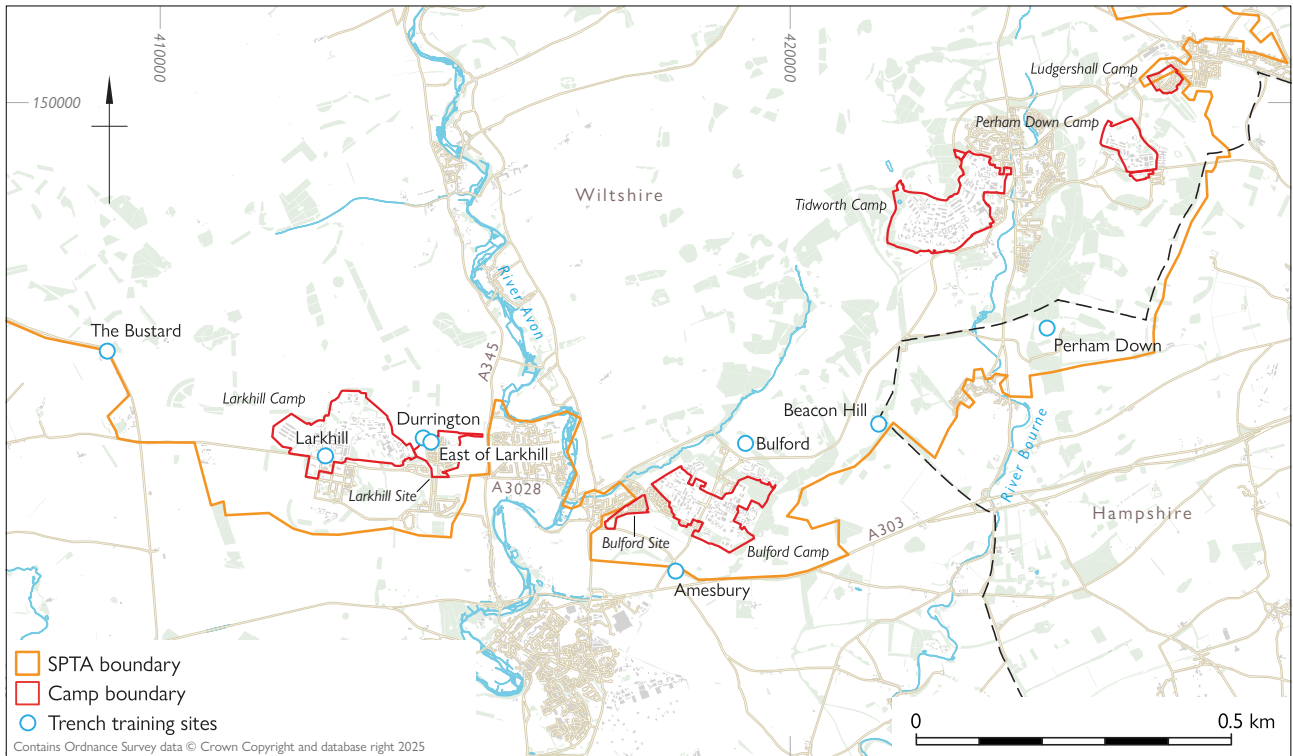 410000
420000
150000
Ludgershall Camp
Perham Down Camp
Wiltshire
Tidworth Camp
River Avon
The Bustard
A345
Perham Down
Larkhill Camp
Beacon Hill
Durrington
Larkhill
East of Larkhill
Bulford
River Bourne
Larkhill Site
A3028
A303
Hampshire
Bulford Site
Bulford Camp
Amesbury
SPTA boundary
Camp boundary
Trench training sites
0
0.5 km
Contains Ordnance Survey data © Crown Copyright and database right 2025